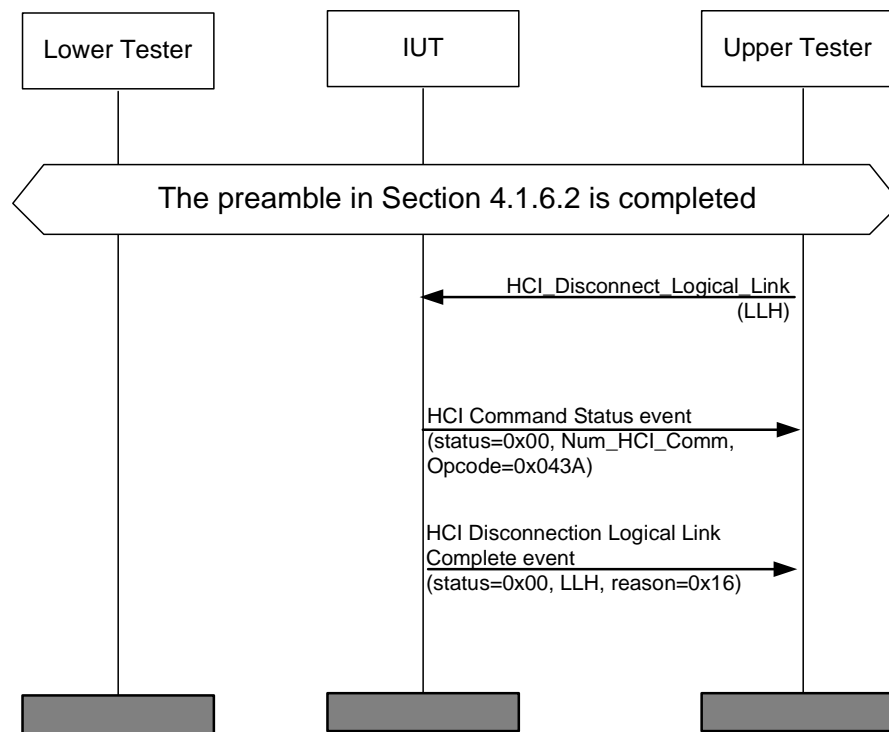 Lower Tester
IUT
Upper Tester
The preamble in Section 4.1.6.2 is completed
HCI_Disconnect_Logical_Link
(LLH)
HCI Command Status event
(status=0x00, Num_HCI_Comm,
Opcode=0x043A)
HCI Disconnection Logical Link
Complete event
(status=0x00, LLH, reason=0x16)